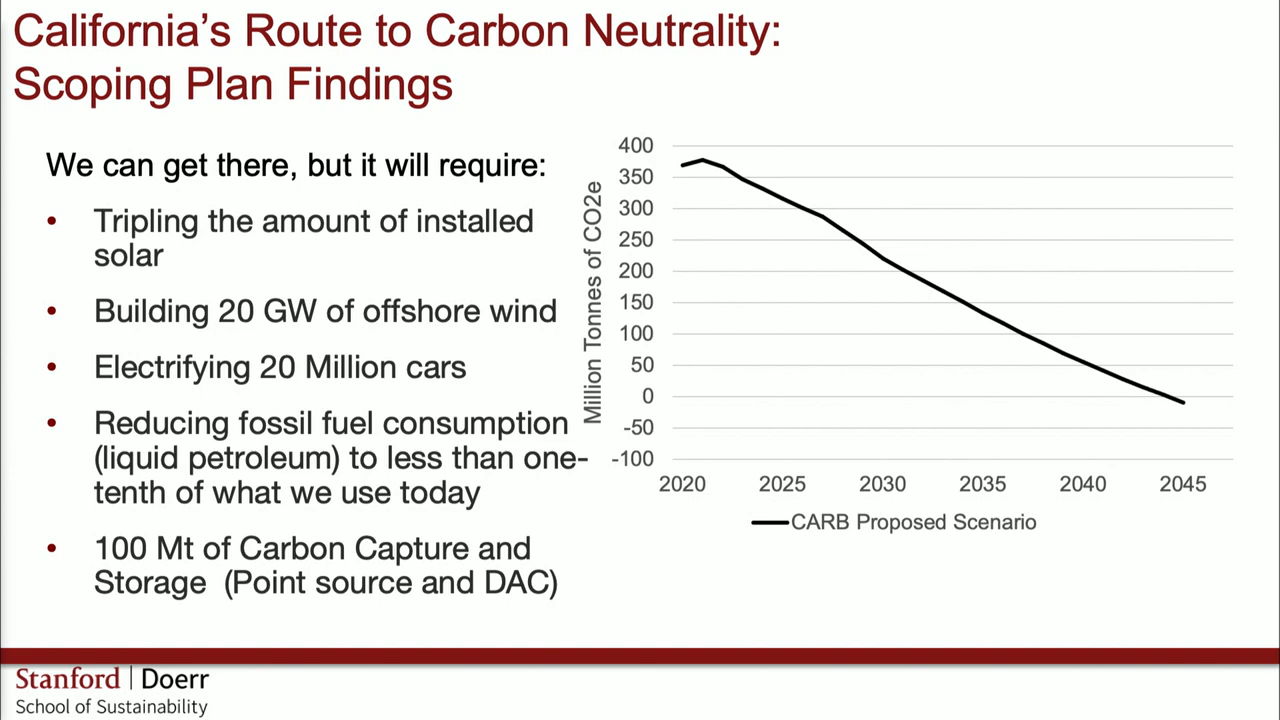 California's Route to Carbon Neutrality:
Scoping Plan Findings
We can get there, but it will require:
• Tripling the amount of installed
solar
• Building 20 GW of offshore wind
• Electrifying 20 Million cars
• Reducing fossil fuel consumption
(liquid petroleum) to less than one-
tenth of what we use today
• 100 Mt of Carbon Capture and
Storage (Point source and DAC)
Million Tonnes of CO2e
400
350
300
250
200
150
100
50
0
-50
-100
2020 2025 2030 2035 2040 2045
CARB Proposed Scenario
Stanford | Doerr
School of Sustainability